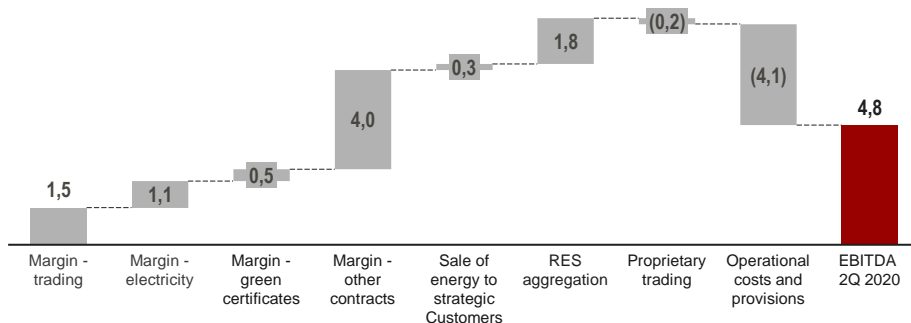 1,5
1,1
0,5
4,0
0,3
1,8
(0,2)
(4,1)
4,8
Margin -
trading
Margin -
electricity
Margin -
green
certificates
Margin -
other
contracts
Sale of
energy to
strategic
Customers
RES
aggregation
Proprietary
trading
Operational
costs and
provisions
EBITDA
2Q 2020